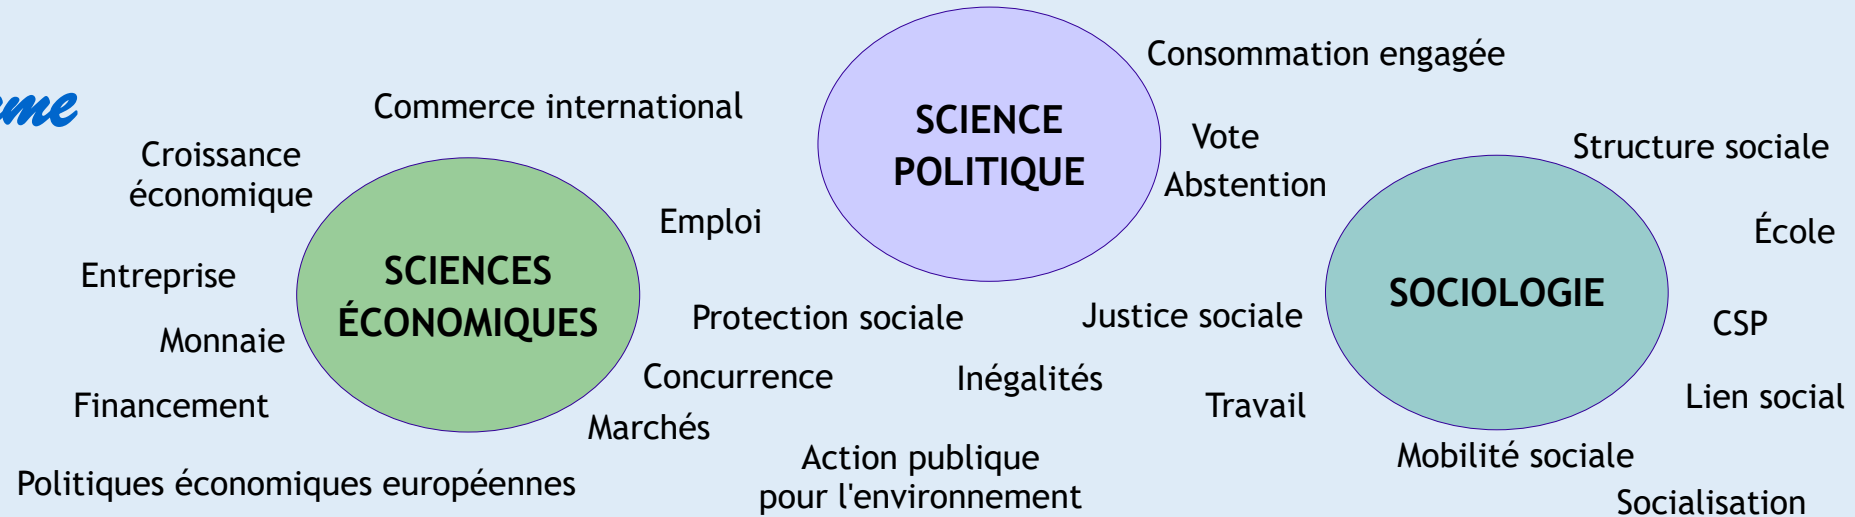 Consommation engagée
Commerce international
SCIENCE
POLITIQUE
Vote
Abstention
Croissance
économique
Structure sociale
Emploi
École
Entreprise
SCIENCES
ÉCONOMIQUES
SOCIOLOGIE
Protection sociale
Justice sociale
CSP
Monnaie
Concurrence
Inégalités
Travail
Lien social
Financement
Marchés
Action publique
pour l'environnement
Mobilité sociale
Politiques économiques européennes
Socialisation